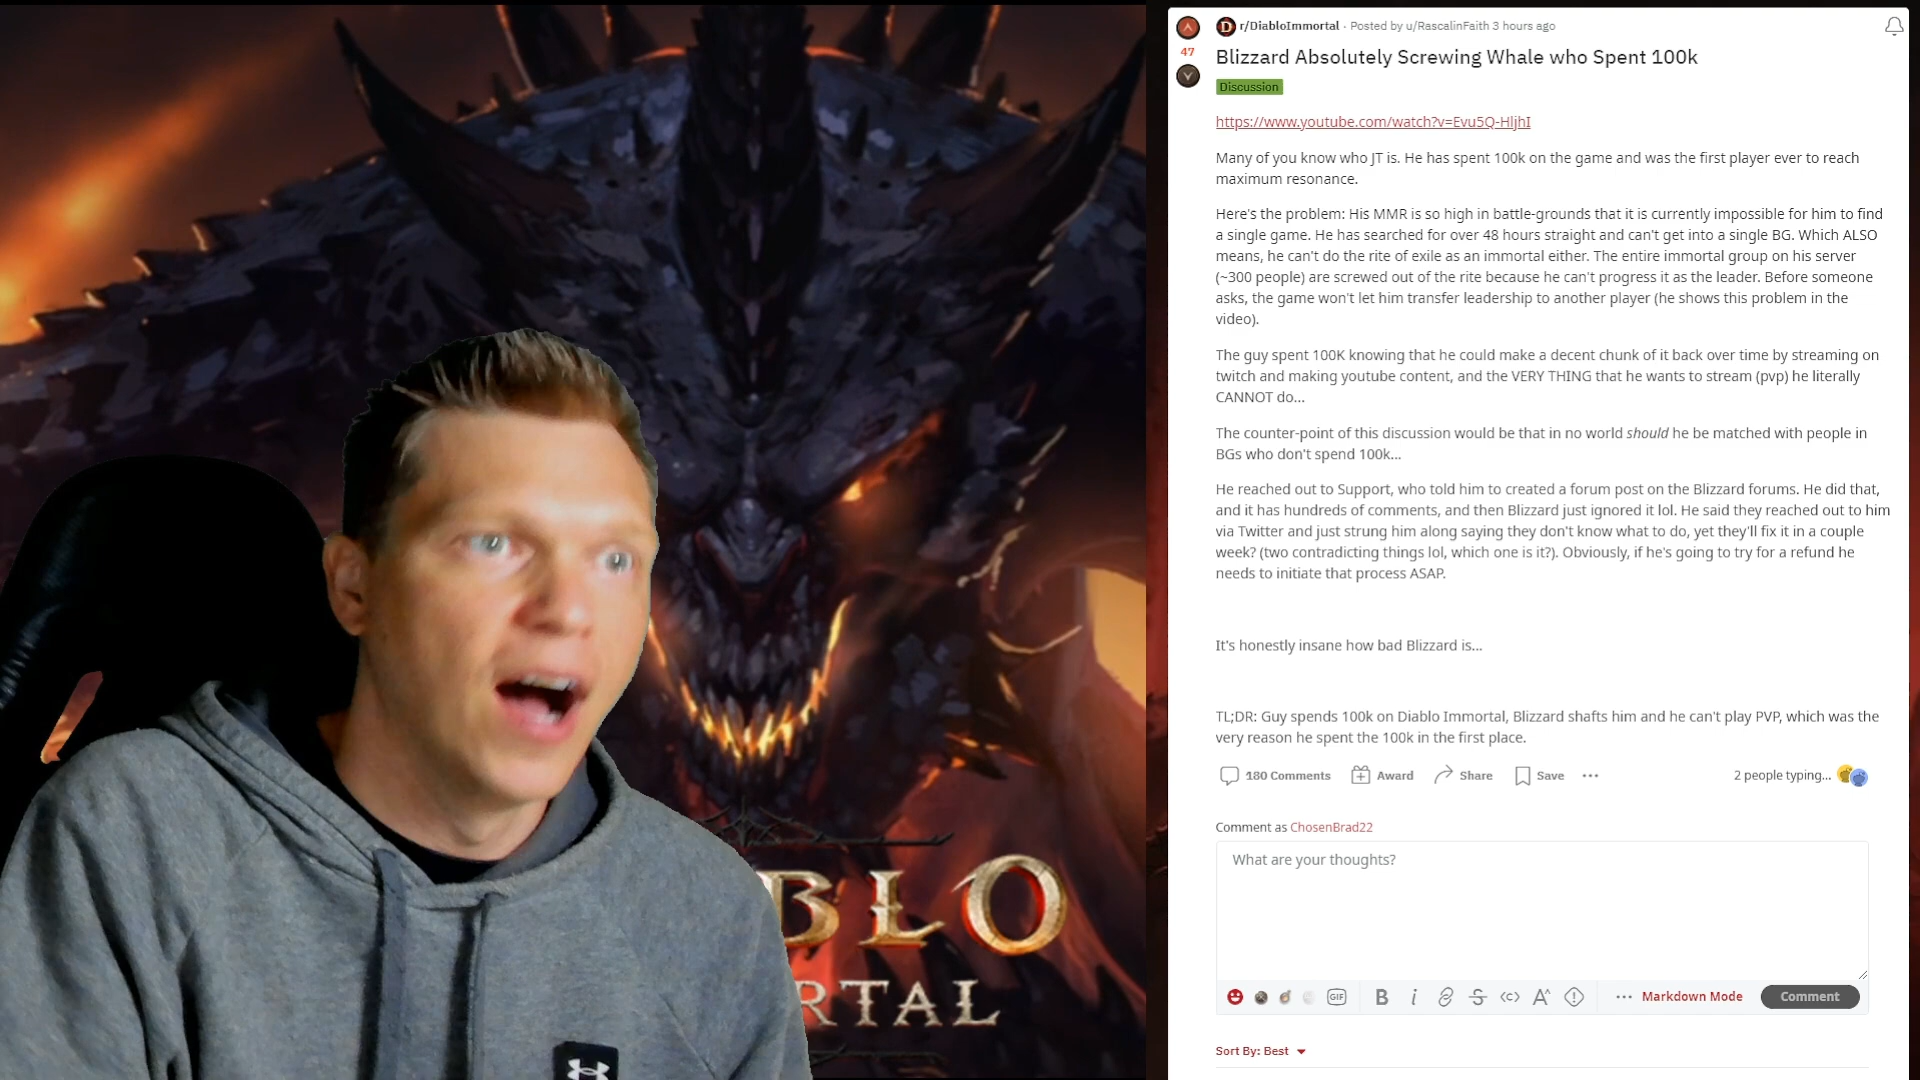 r/DiabloImmortal · Posted by u/RascalinFaith 3 hours ago
47
Blizzard Absolutely Screwing Whale who Spent 100k
Discussion
https://www.youtube.com/watch?v=Evu5Q-HljhI
Many of you know who JT is. He has spent 100k on the game and was the first player ever to reach
maximum resonance.
Here's the problem: His MMR is so high in battle-grounds that it is currently impossible for him to find
a single game. He has searched for over 48 hours straight and can't get into a single BG. Which ALSO
means, he can't do the rite of exile as an immortal either. The entire immortal group on his server
(~300 people) are screwed out of the rite because he can't progress it as the leader. Before someone
asks, the game won't let him transfer leadership to another player (he shows this problem in the
video).
The guy spent 100K knowing that he could make a decent chunk of it back over time by streaming on
twitch and making youtube content, and the VERY THING that he wants to stream (pvp) he literally
CANNOT do...
The counter-point of this discussion would be that in no world should he be matched with people in
BGs who don't spend 100k...
He reached out to Support, who told him to created a forum post on the Blizzard forums. He did that,
and it has hundreds of comments, and then Blizzard just ignored it lol. He said they reached out to him
via Twitter and just strung him along saying they don't know what to do, yet they'll fix it in a couple
week? (two contradicting things lol, which one is it?). Obviously, if he's going to try for a refund he
needs to initiate that process ASAP.
It's honestly insane how bad Blizzard is...
TL;DR: Guy spends 100k on Diablo Immortal, Blizzard shafts him and he can't play PVP, which was the
very reason he spent the 100k in the first place.
180 Comments Award Share Save ··· 2 people typing...
Comment as ChosenBrad22
What are your thoughts?
GIF B i Markdown Mode Comment
Sort By: Best
BLO
RTAL